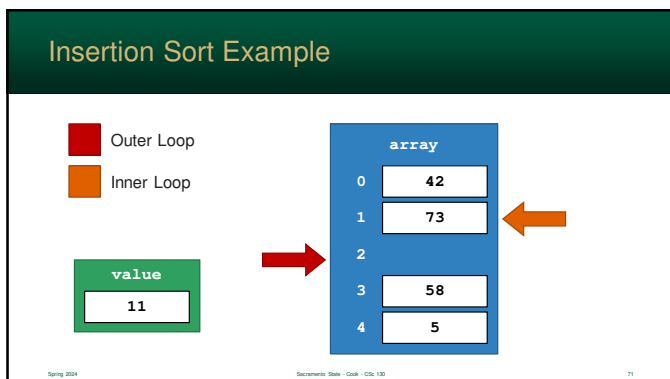 Insertion Sort Example
Outer Loop
Inner Loop
value
11
array
0 42
1 73
2
3 58
4 5
Spring 2024 Sacramento State - Cook - CSc 130 71